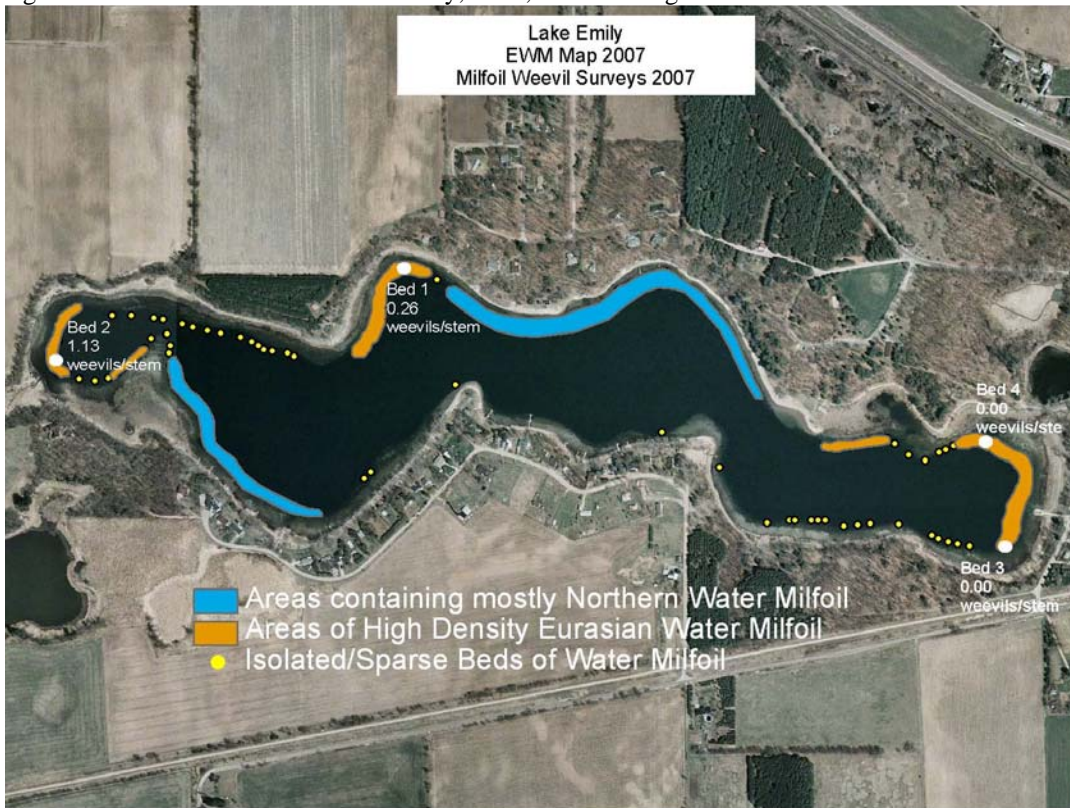 Lake Emily
EWM Map 2007
Milfoil Weevil Surveys 2007
Bed 1
0.26
weevils/stem
Bed 2
1.13
weevils/stem
Bed 4
0.00
weevils/ste
Bed 3
0.00
weevils/stem
Areas containing mostly Northern Water Milfoil
Areas of High Density Eurasian Water Milfoil
Isolated/Sparse Beds of Water Milfoil